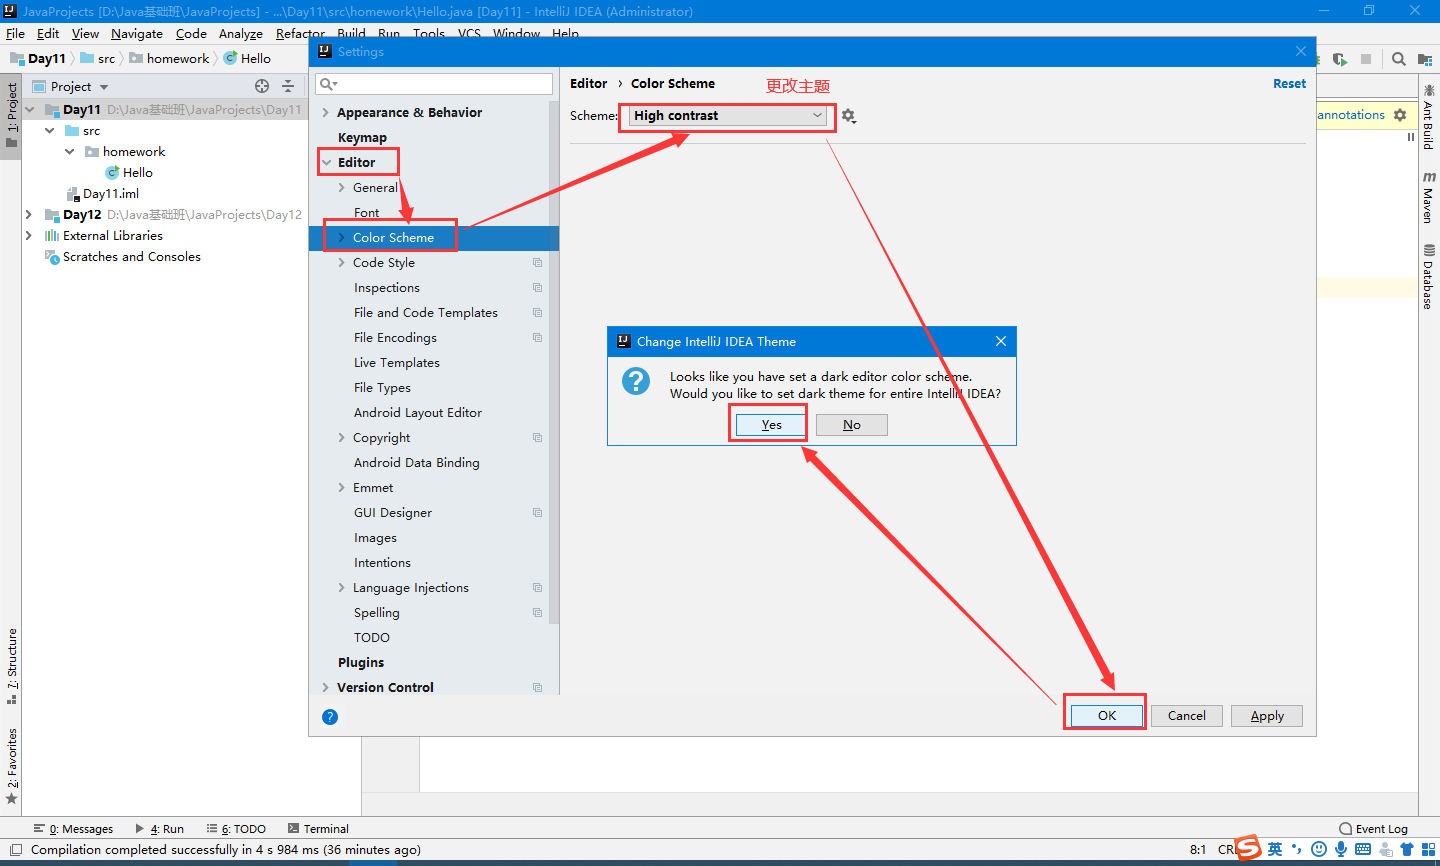 JavaProjects [D:\Java基础班\JavaProjects] - ...\Day11\src\homework\Hello.java [Day11] - IntelliJ IDEA (Administrator)
File Edit View Navigate Code Analyze Refactor Build Run Tools VCS Window Help
Day11 src homework Hello
Project
Day11 D:\Java基础班\JavaProjects\Day11
src
homework
Hello
Day11.iml
Day12 D:\Java基础班\JavaProjects\Day12
External Libraries
Scratches and Consoles
1: Project
7: Structure
2: Favorites
Settings
Appearance & Behavior
Keymap
Editor
General
Font
Color Scheme
Code Style
Inspections
File and Code Templates
File Encodings
Live Templates
File Types
Android Layout Editor
Copyright
Android Data Binding
Emmet
GUI Designer
Images
Intentions
Language Injections
Spelling
TODO
Plugins
Version Control
Editor › Color Scheme
更改主题
Reset
Scheme: High contrast
Change IntelliJ IDEA Theme
Looks like you have set a dark editor color scheme.
Would you like to set dark theme for entire IntelliJ IDEA?
Yes No
OK Cancel Apply
annotations
Ant Build
Maven
Database
0: Messages 4: Run 6: TODO Terminal
Event Log
Compilation completed successfully in 4 s 984 ms (36 minutes ago)
8:1
英